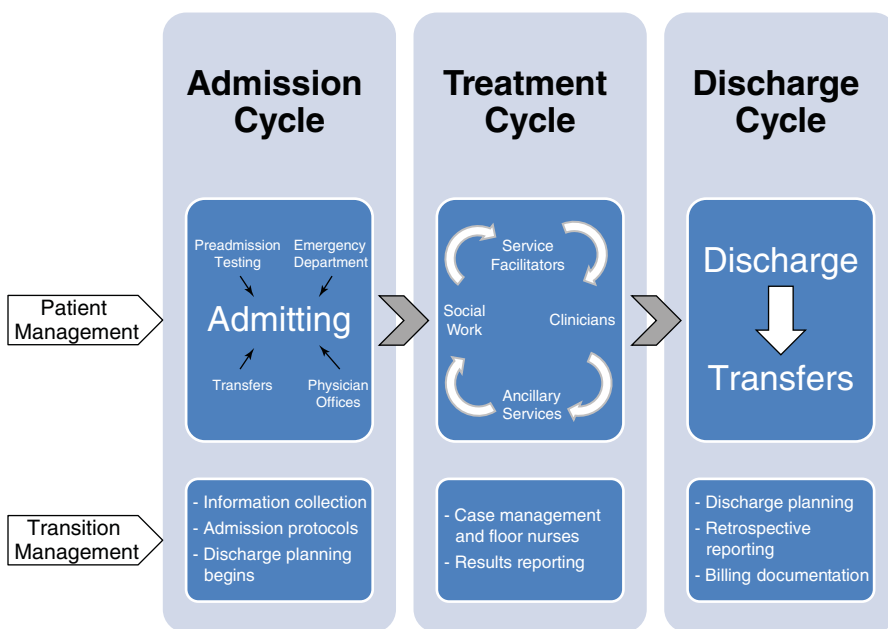 Admission
Cycle
Treatment
Cycle
Discharge
Cycle
Patient
Management
Preadmission
Testing
Emergency
Department
Admitting
Transfers
Physician
Offices
Service
Facilitators
Social
Work
Clinicians
Ancillary
Services
Discharge
Transfers
Transition
Management
- Information collection
- Admission protocols
- Discharge planning
begins
- Case management
and floor nurses
- Results reporting
- Discharge planning
- Retrospective
reporting
- Billing documentation